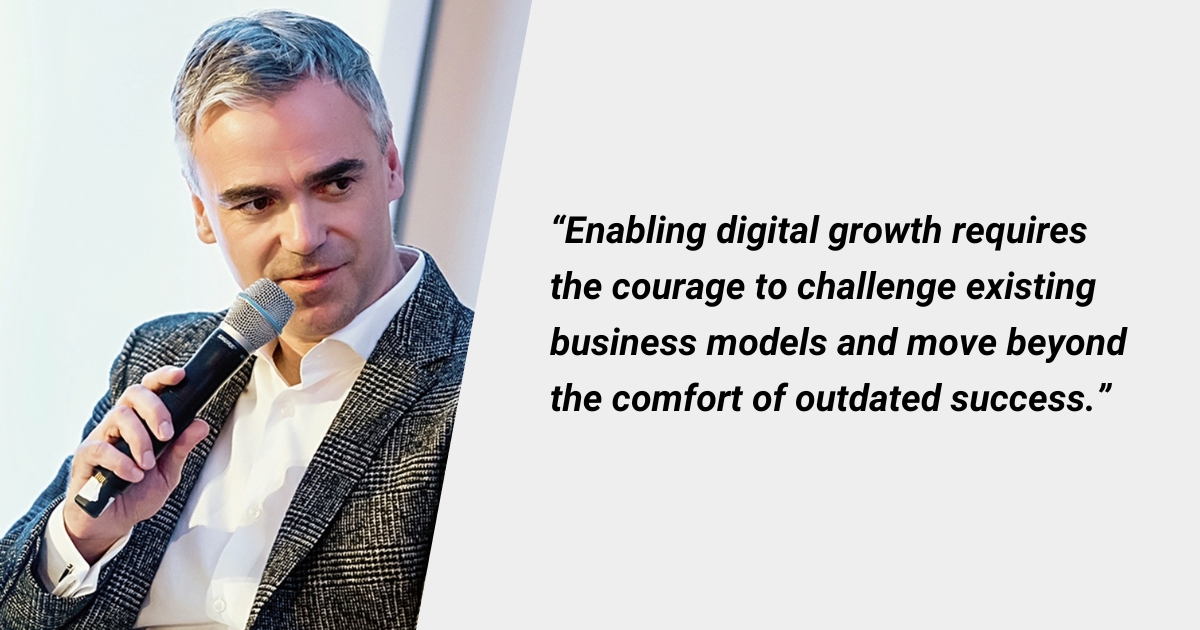 “Enabling digital growth requires
the courage to challenge existing
business models and move beyond
the comfort of outdated success.”